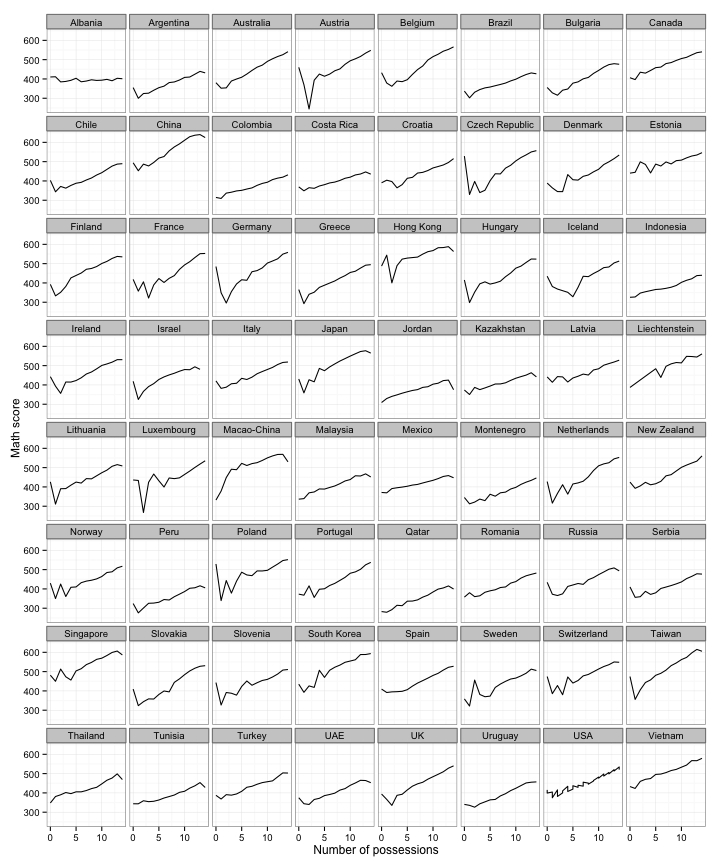 Albania Argentina Australia Austria Belgium Brazil Bulgaria Canada
600
500
400
300
Chile China Colombia Costa Rica Croatia Czech Republic Denmark Estonia
600
500
400
300
Finland France Germany Greece Hong Kong Hungary Iceland Indonesia
600
500
400
300
Ireland Israel Italy Japan Jordan Kazakhstan Latvia Liechtenstein
600
500
400
300
Math score
Lithuania Luxembourg Macao-China Malaysia Mexico Montenegro Netherlands New Zealand
600
500
400
300
Norway Peru Poland Portugal Qatar Romania Russia Serbia
600
500
400
300
Singapore Slovakia Slovenia South Korea Spain Sweden Switzerland Taiwan
600
500
400
300
Thailand Tunisia Turkey UAE UK Uruguay USA Vietnam
600
500
400
300
0 5 10 0 5 10 0 5 10 0 5 10 0 5 10 0 5 10 0 5 10 0 5 10
Number of possessions